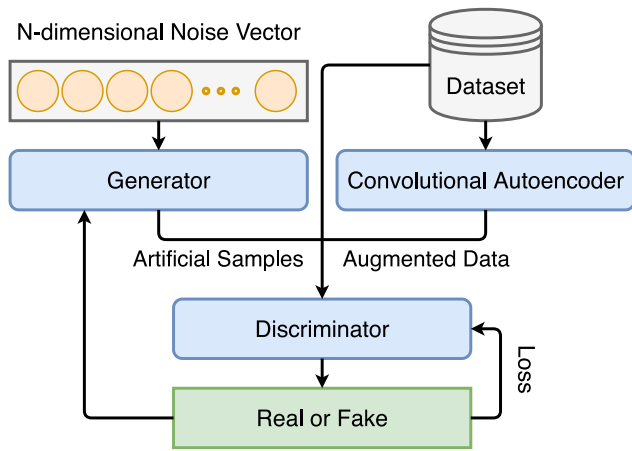 N-dimensional Noise Vector
Dataset
Generator
Convolutional Autoencoder
Artificial Samples
Augmented Data
Discriminator
Loss
Real or Fake